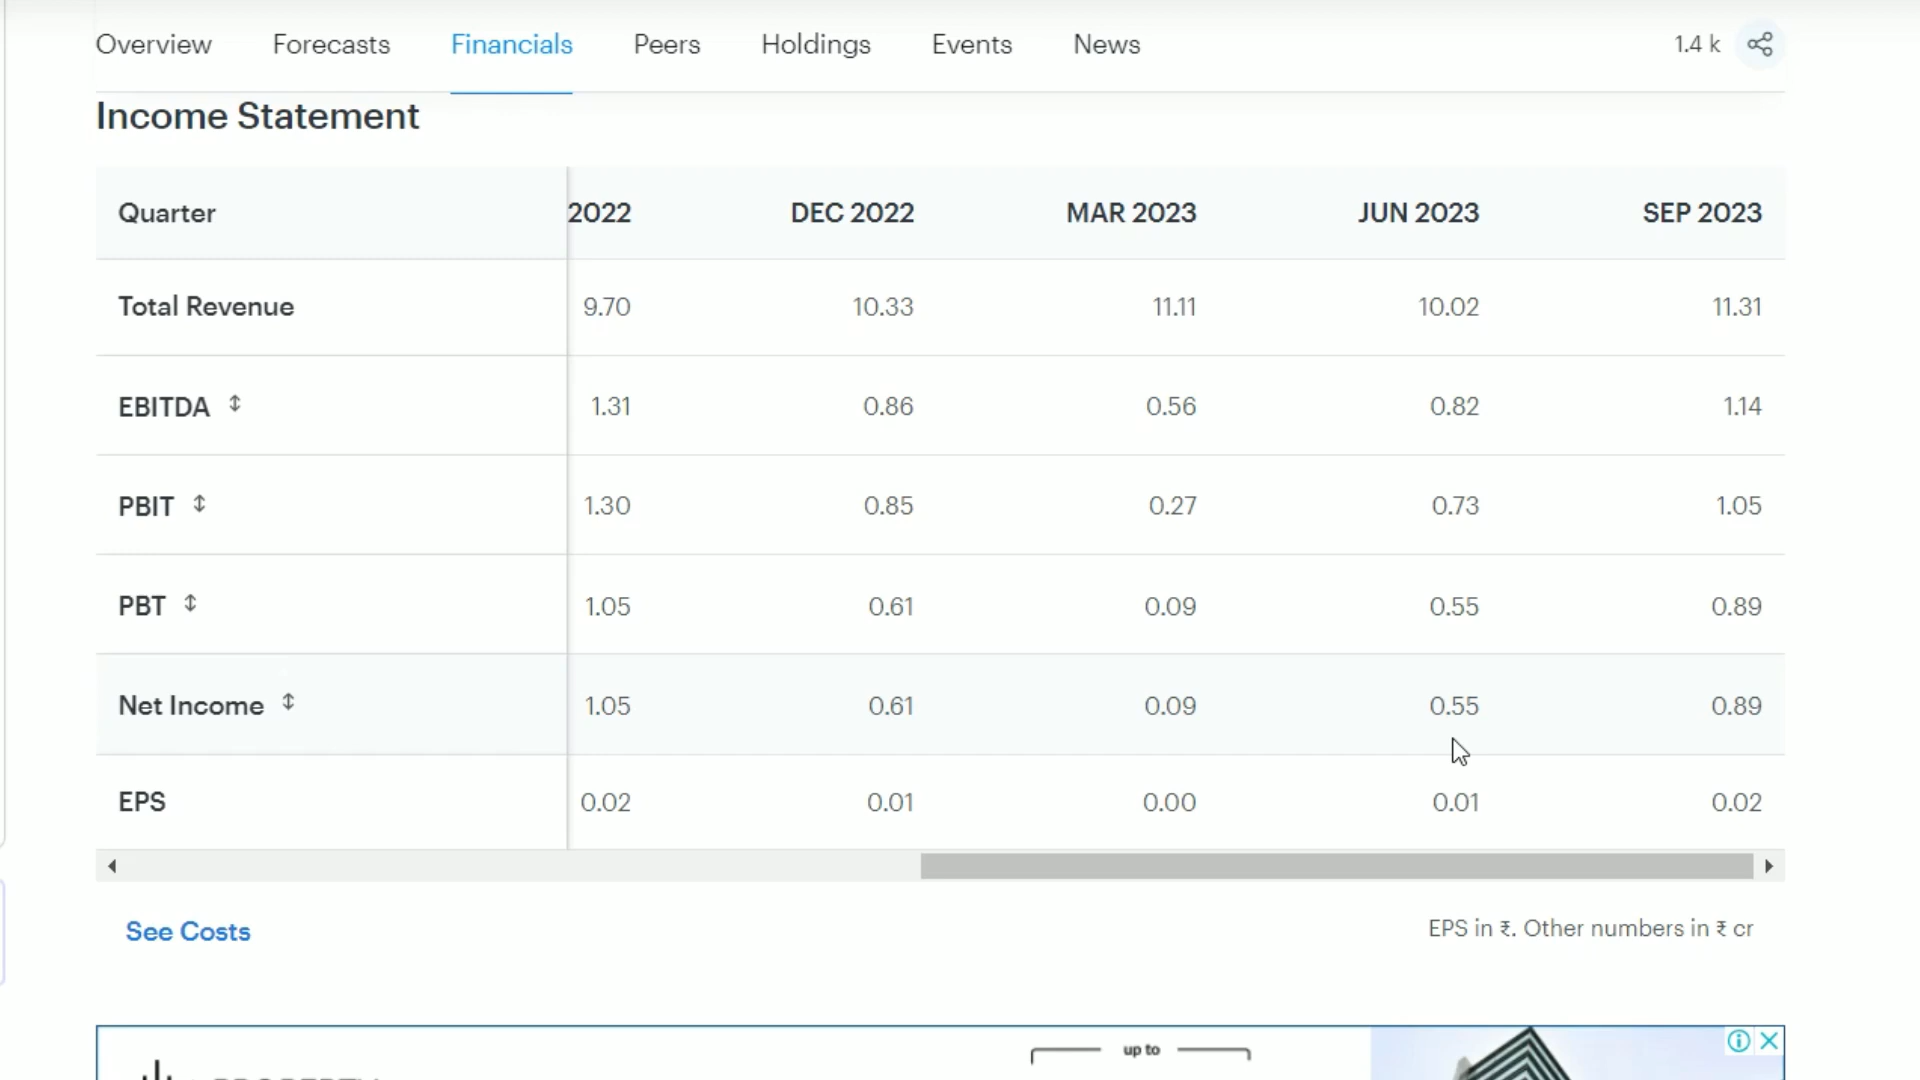 Overview Forecasts Financials Peers Holdings Events News 1.4 k
Income Statement
Quarter 2022 DEC 2022 MAR 2023 JUN 2023 SEP 2023
Total Revenue 9.70 10.33 11.11 10.02 11.31
EBITDA 1.31 0.86 0.56 0.82 1.14
PBIT 1.30 0.85 0.27 0.73 1.05
PBT 1.05 0.61 0.09 0.55 0.89
Net Income 1.05 0.61 0.09 0.55 0.89
EPS 0.02 0.01 0.00 0.01 0.02
See Costs EPS in ₹. Other numbers in ₹ cr
up to